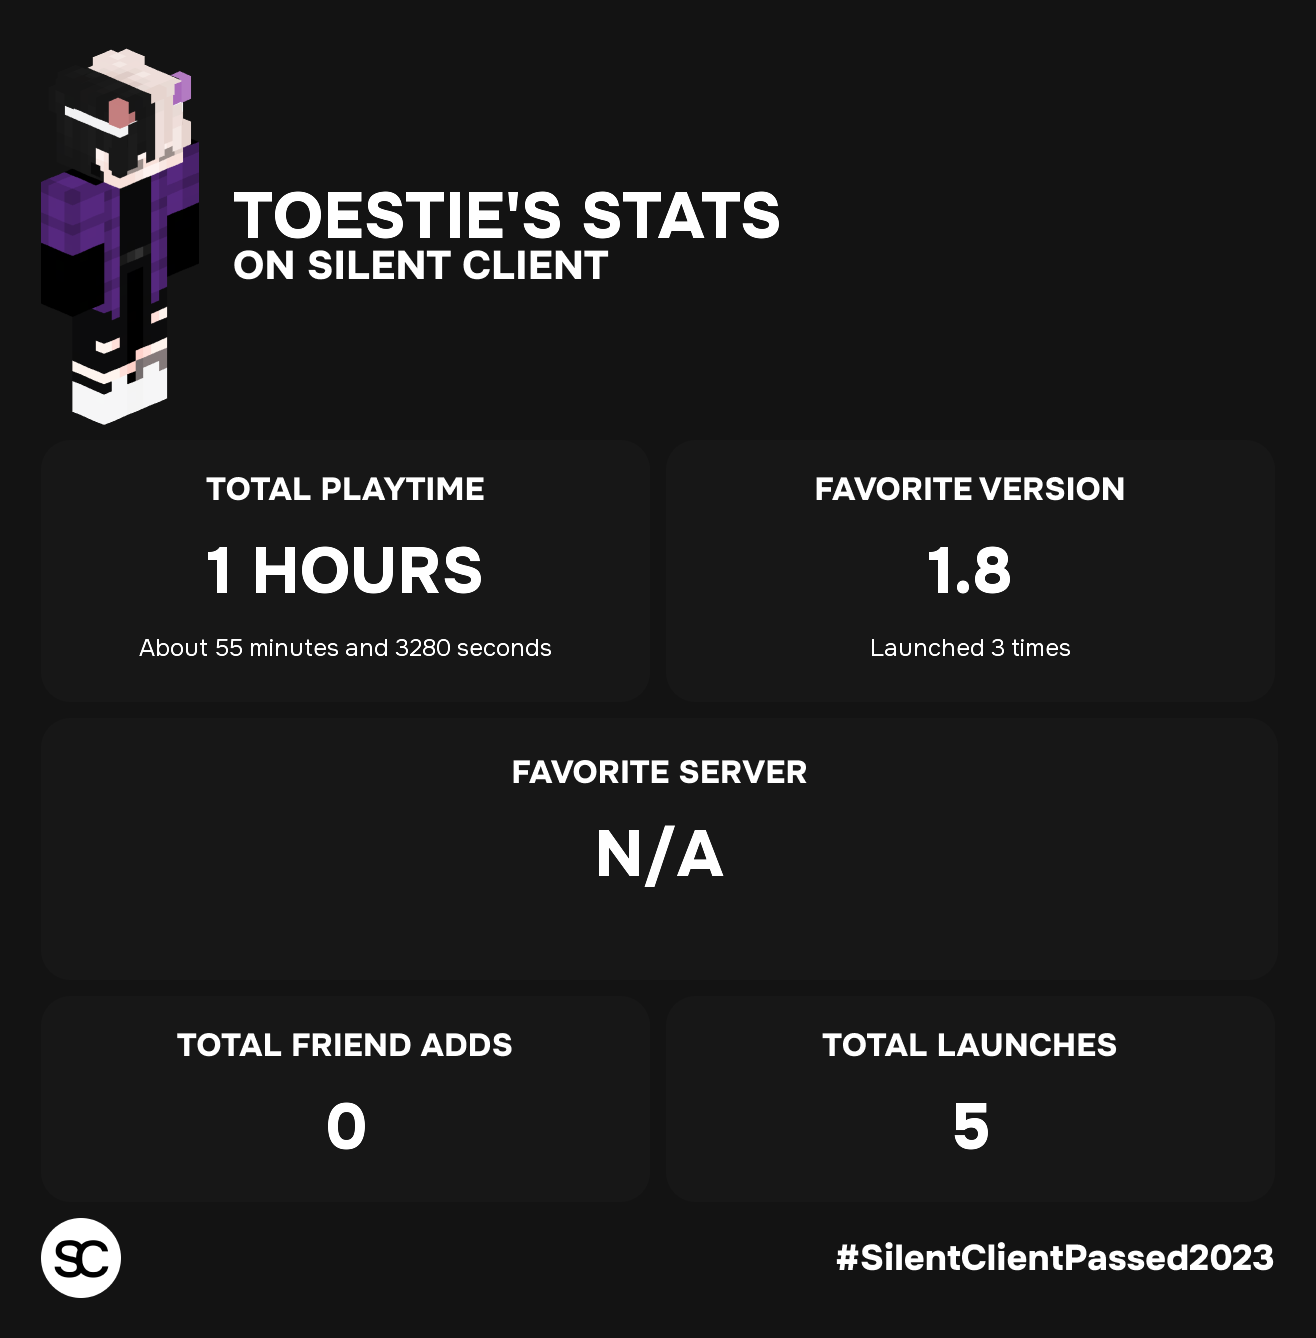 TOESTIE'S STATS
ON SILENT CLIENT
TOTAL PLAYTIME
1 HOURS
About 55 minutes and 3280 seconds
FAVORITE VERSION
1.8
Launched 3 times
FAVORITE SERVER
N/A
TOTAL FRIEND ADDS
0
TOTAL LAUNCHES
5
SC
#SilentClientPassed2023